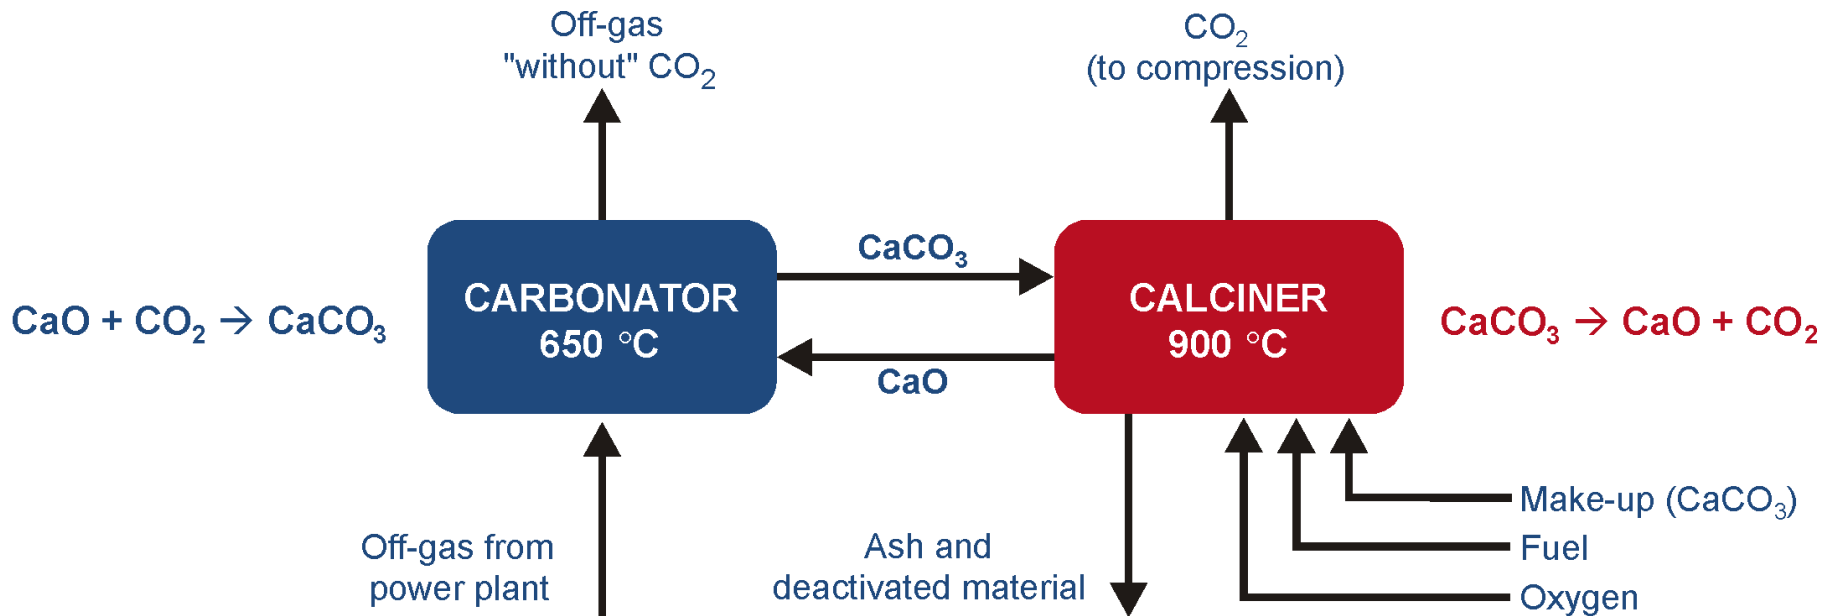 Off-gas
"without" CO₂
CO₂
(to compression)
CaO + CO₂ → CaCO₃
CARBONATOR
650 °C
CaCO₃
CaO
CALCINER
900 °C
CaCO₃ → CaO + CO₂
Off-gas from
power plant
Ash and
deactivated material
Make-up (CaCO₃)
Fuel
Oxygen